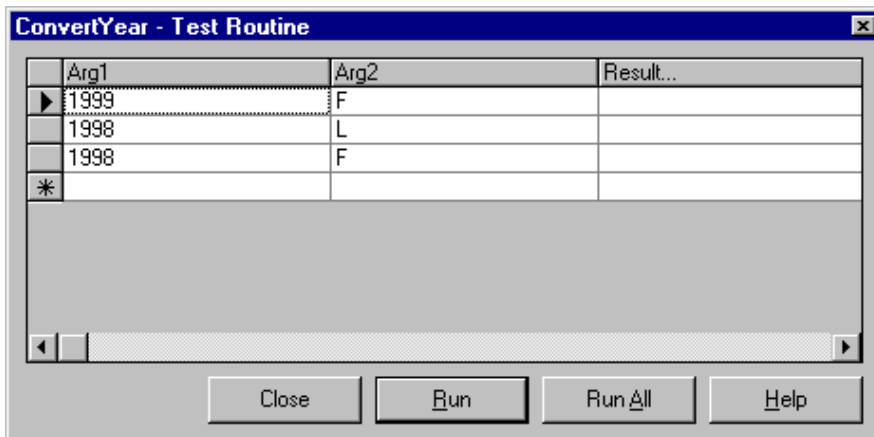 ConvertYear - Test Routine
Arg1 Arg2 Result...
1999 F
1998 L
1998 F
Close Run Run All Help